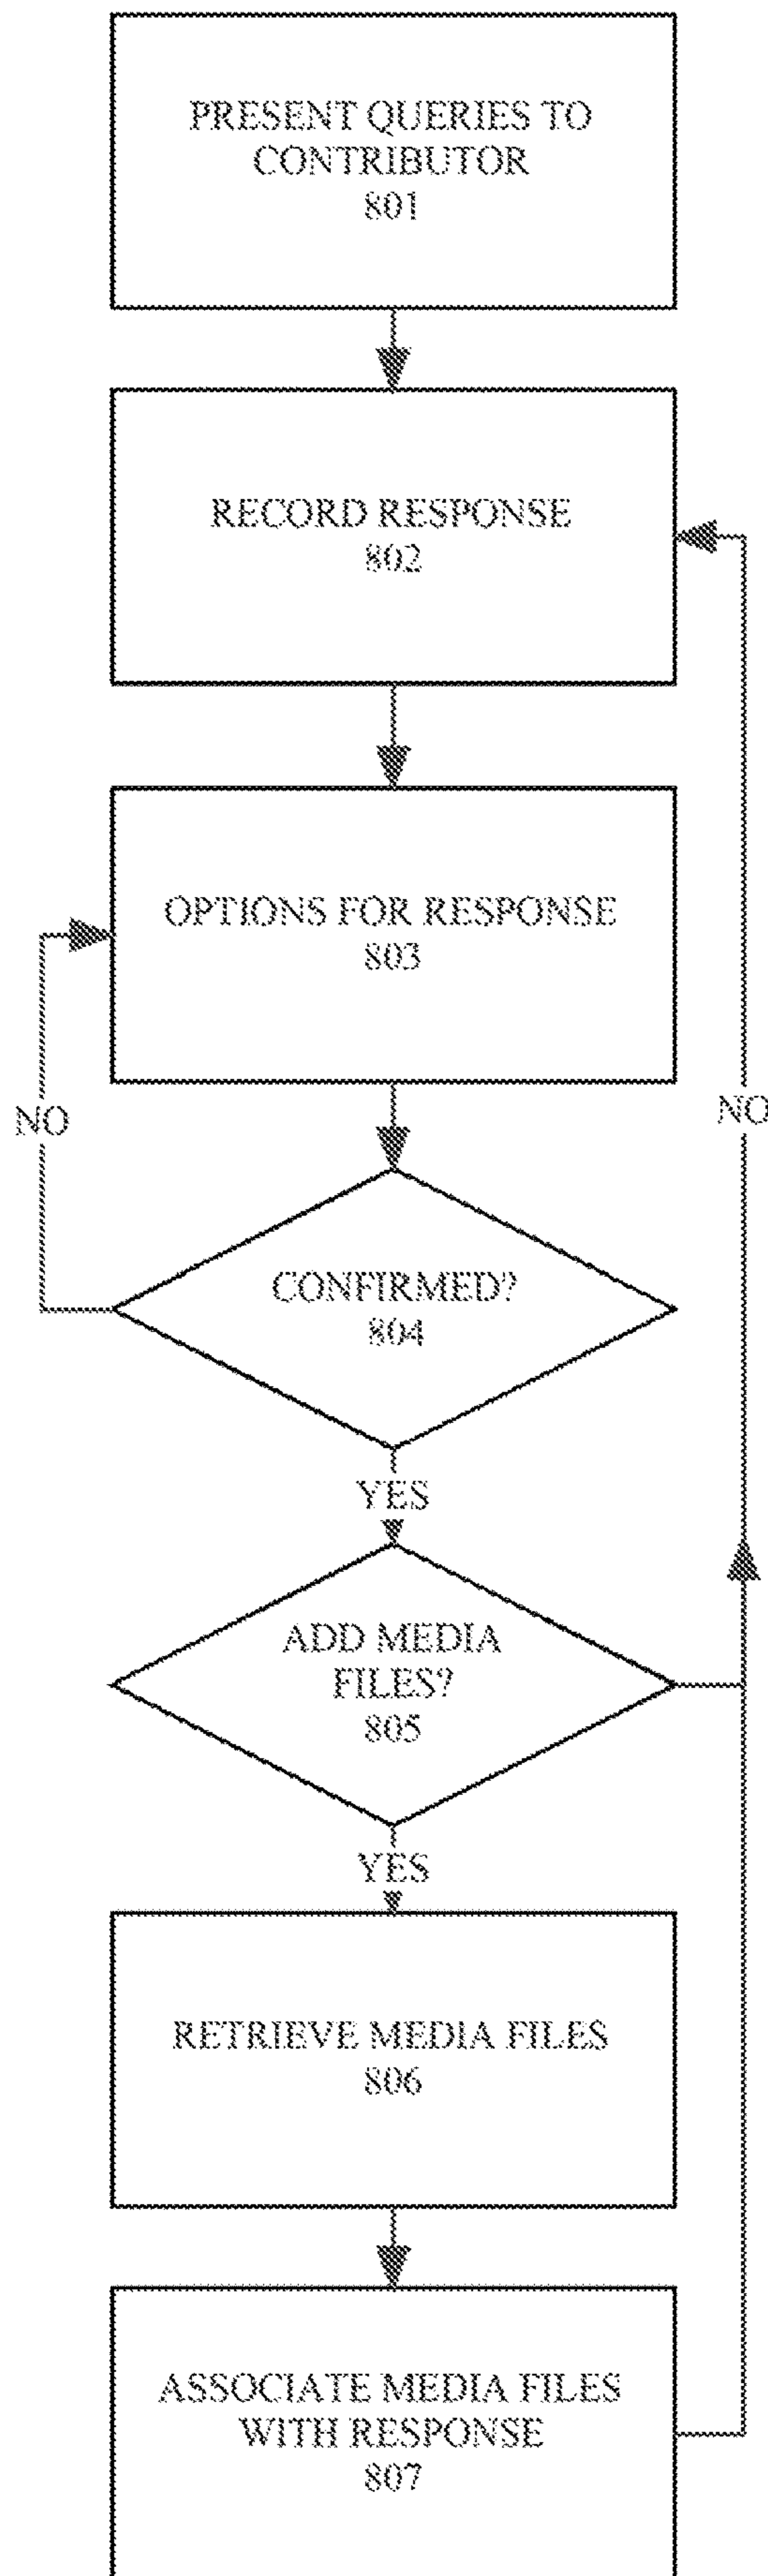 PRESENT QUERIES TO
CONTRIBUTOR
801
RECORD RESPONSE
802
OPTIONS FOR RESPONSE
803
NO
NO
CONFIRMED?
804
YES
ADD MEDIA
FILES?
805
YES
RETRIEVE MEDIA FILES
806
ASSOCIATE MEDIA FILES
WITH RESPONSE
807